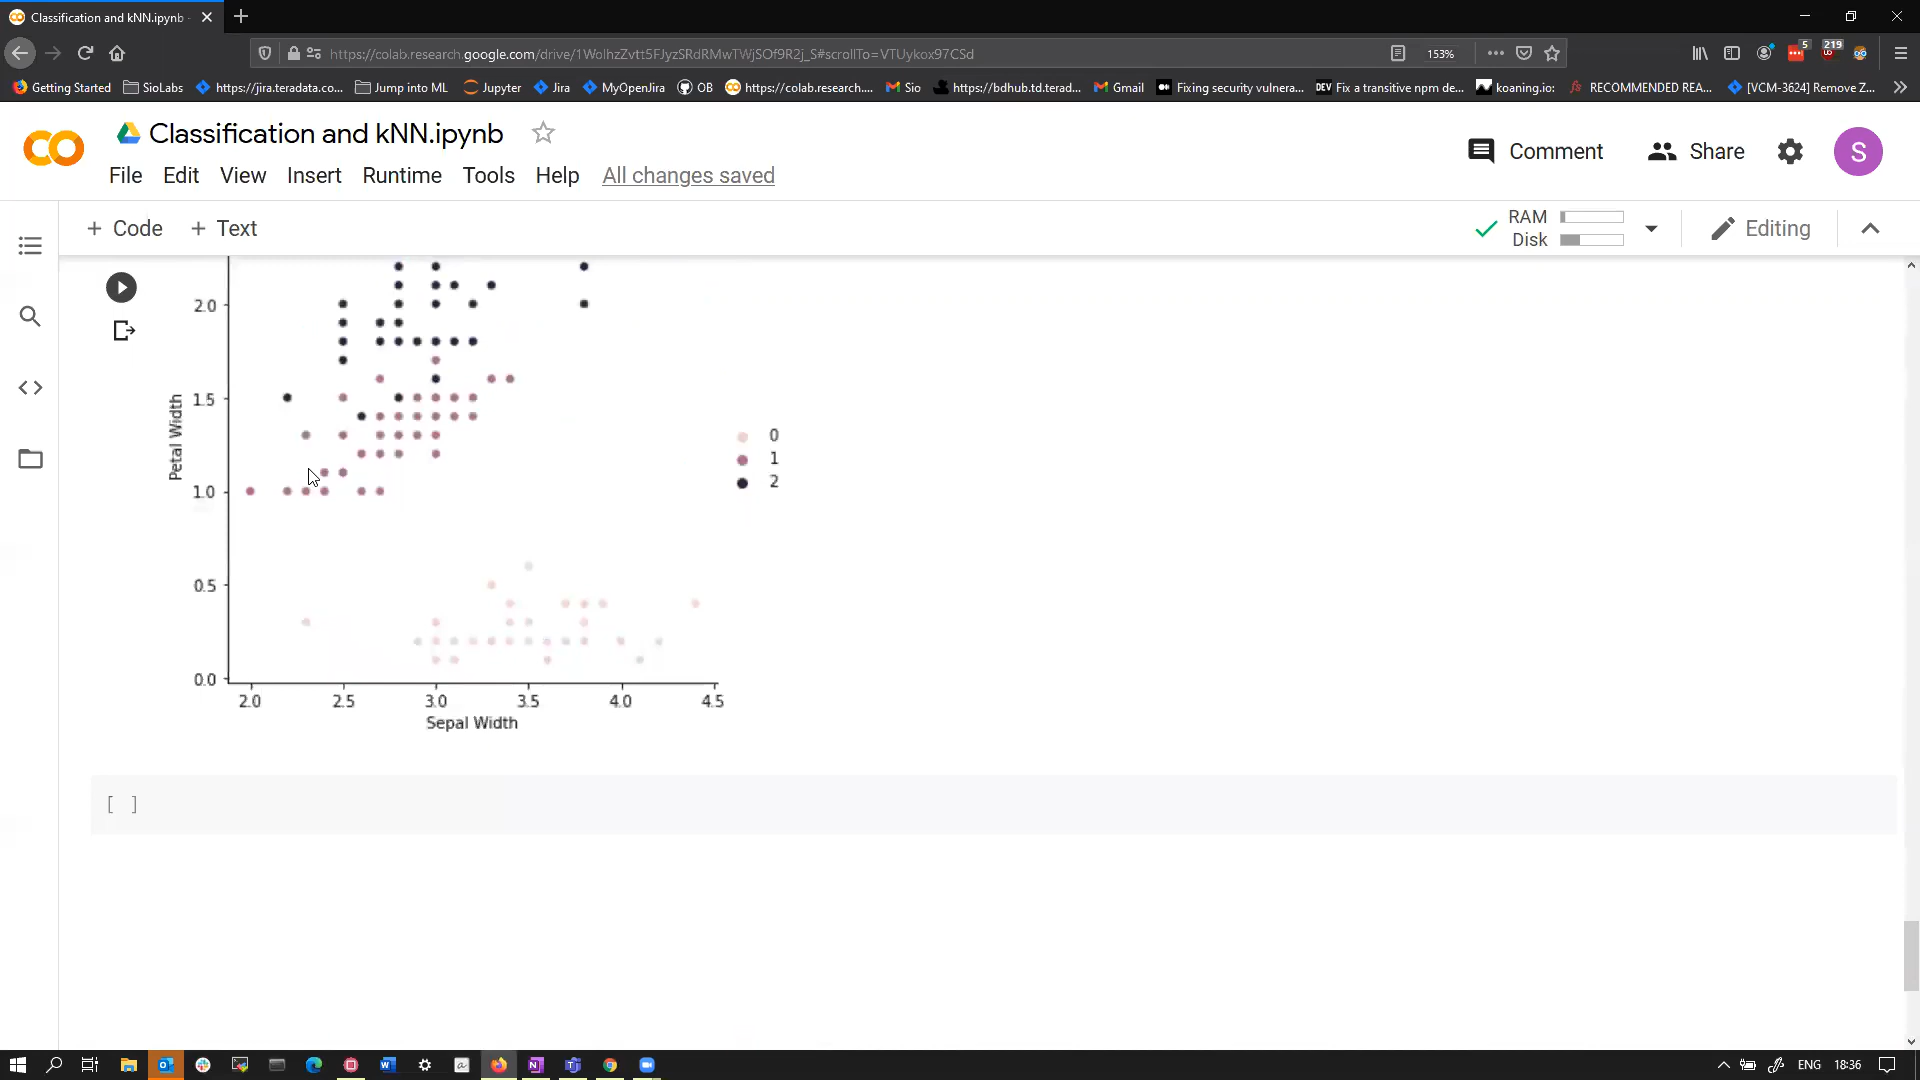 Classification and kNN.ipynb -
https://colab.research.google.com/drive/1WolhzZvtt5FJyzSRdRMwTWjSOf9R2j_S#scrollTo=VTUykox97CSd
153%
5
219
Getting Started
SioLabs
https://jira.teradata.co...
Jump into ML
Jupyter
Jira
MyOpenJira
OB
https://colab.research....
Sio
https://bdhub.td.terad...
Gmail
Fixing security vulnera...
DEV
Fix a transitive npm de...
koaning.io:
RECOMMENDED REA...
[VCM-3624] Remove Z...
Classification and kNN.ipynb
Comment
Share
S
File Edit View Insert Runtime Tools Help All changes saved
+ Code + Text
RAM
Disk
Editing
2.0
1.5
1.0
0.5
0.0
Petal Width
0
1
2
2.0 2.5 3.0 3.5 4.0 4.5
Sepal Width
[ ]
ENG
18:36